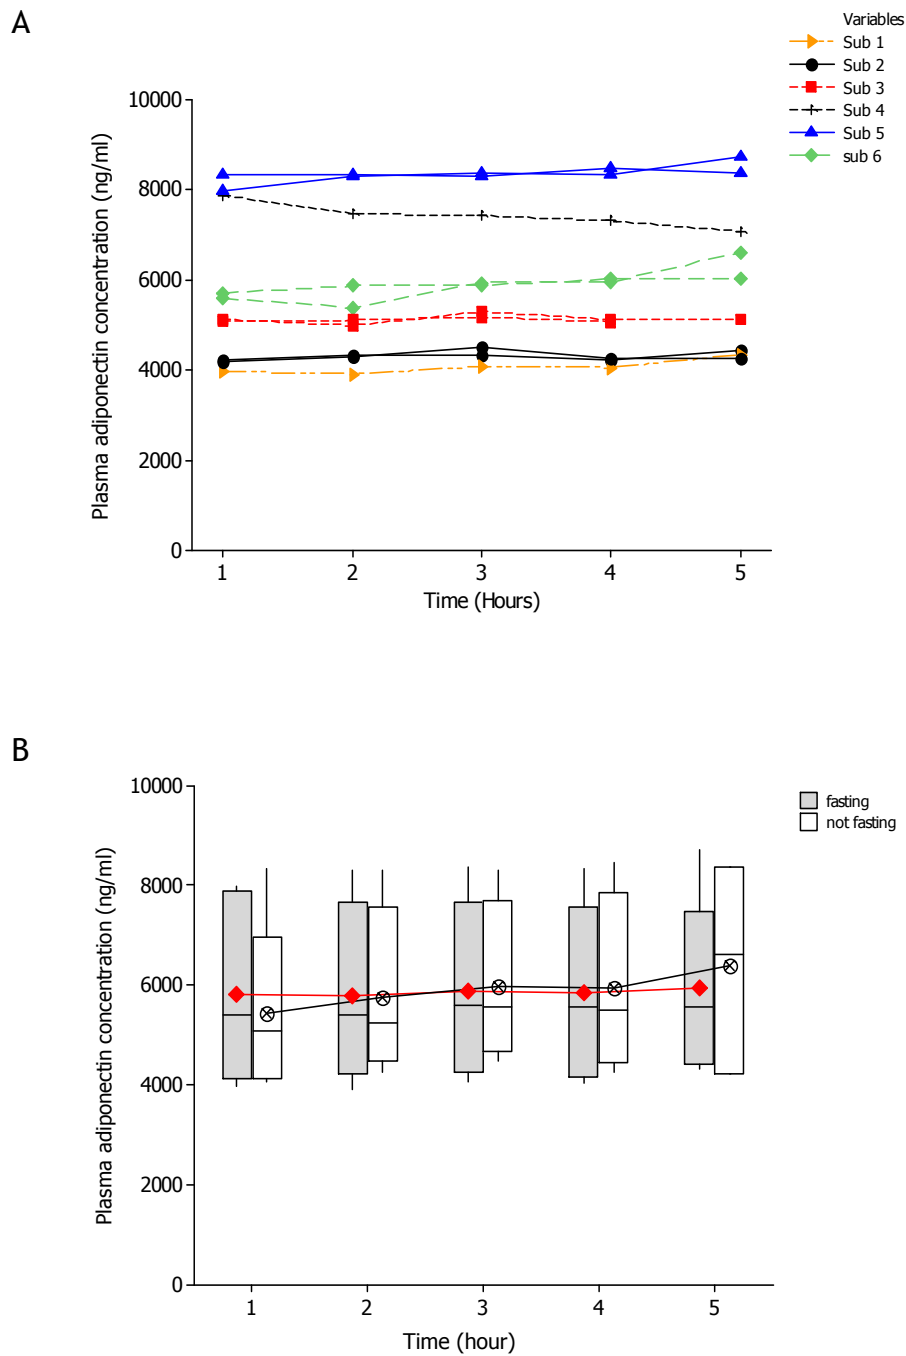 A
Variables
Sub 1
Sub 2
Sub 3
Sub 4
Sub 5
sub 6
Plasma adiponectin concentration (ng/ml)
10000
8000
6000
4000
2000
0
1 2 3 4 5
Time (Hours)
B
fasting
not fasting
Plasma adiponectin concentration (ng/ml)
10000
8000
6000
4000
2000
0
1 2 3 4 5
Time (hour)